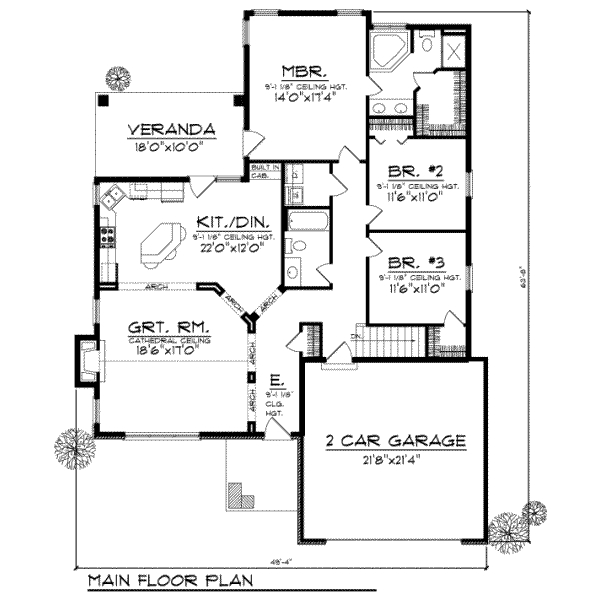 MBR.
9'-1 1/8" CEILING HGT.
14'0"x17'4"
VERANDA
18'0"x10'0"
BUILT IN
CAB.
BR. #2
9'-1 1/8" CEILING HGT.
11'6"x11'0"
KIT./DIN.
9'-1 1/8" CEILING HGT.
22'0"x12'0"
BR. #3
9'-1 1/8" CEILING HGT.
11'6"x11'0"
ARCH
ARCH
ARCH
ARCH
GRT. RM.
CATHEDRAL CEILING
18'6"x17'0"
ARCH
DN.
E.
9'-1 1/8"
CLG.
HGT.
ARCH
2 CAR GARAGE
21'8"x21'4"
49'-4"
MAIN FLOOR PLAN